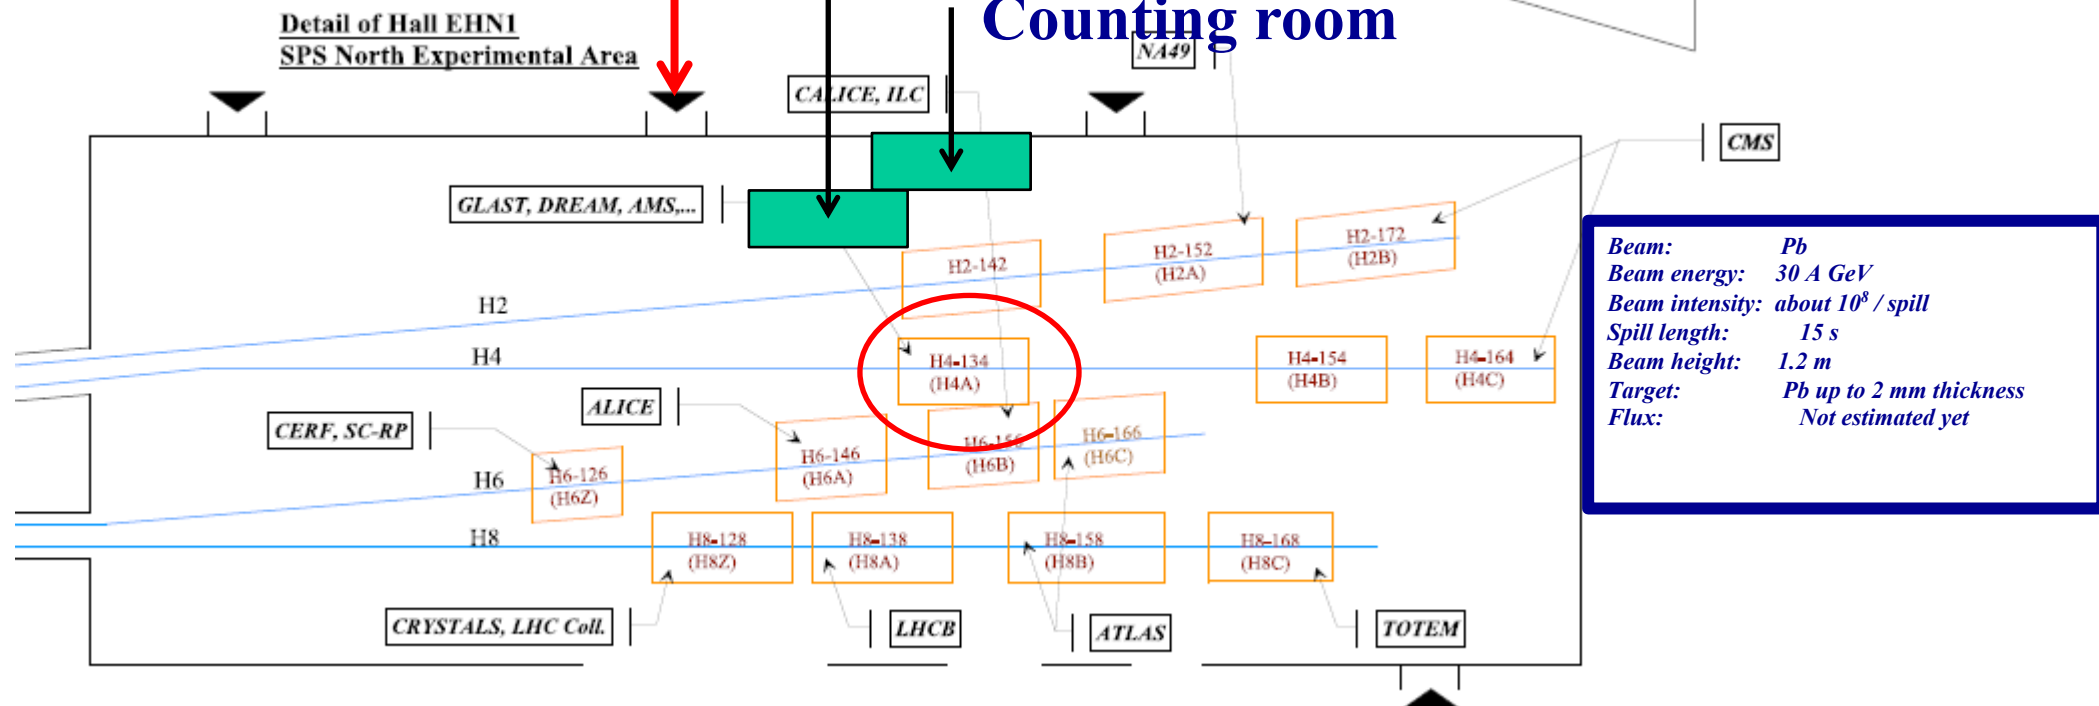 Counting room
Detail of Hall EHN1
SPS North Experimental Area
NA49
CALICE, ILC
CMS
GLAST, DREAM, AMS,...
H2-142
H2-152
(H2A)
H2-172
(H2B)
H2
H4
H4-134
(H4A)
H4-154
(H4B)
H4-164
(H4C)
Beam: Pb
Beam energy: 30 A GeV
Beam intensity: about 10⁸ / spill
Spill length: 15 s
Beam height: 1.2 m
Target: Pb up to 2 mm thickness
Flux: Not estimated yet
ALICE
CERF, SC-RP
H6
H6-126
(H6Z)
H6-146
(H6A)
H6-156
(H6B)
H6-166
(H6C)
H8
H8-128
(H8Z)
H8-138
(H8A)
H8-158
(H8B)
H8-168
(H8C)
CRYSTALS, LHC Coll.
LHCB
ATLAS
TOTEM